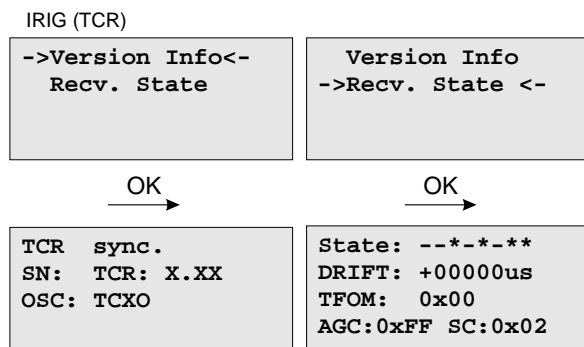 IRIG (TCR)
->Version Info<-
Recv. State
Version Info
->Recv. State <-
OK
OK
TCR sync.
SN: TCR: X.XX
OSC: TCXO
State: --*-*-**
DRIFT: +00000us
TFOM: 0x00
AGC:0xFF SC:0x02